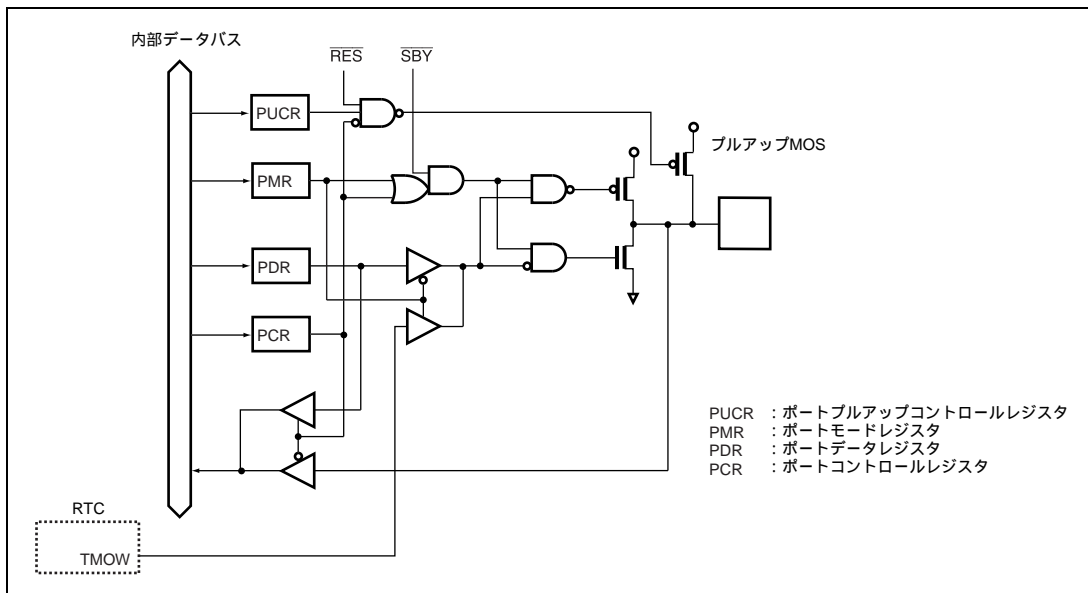 内部データバス
RES
SBY
PUCR
プルアップMOS
PMR
PDR
PCR
PUCR :ポートプルアップコントロールレジスタ
PMR :ポートモードレジスタ
PDR :ポートデータレジスタ
PCR :ポートコントロールレジスタ
RTC
TMOW